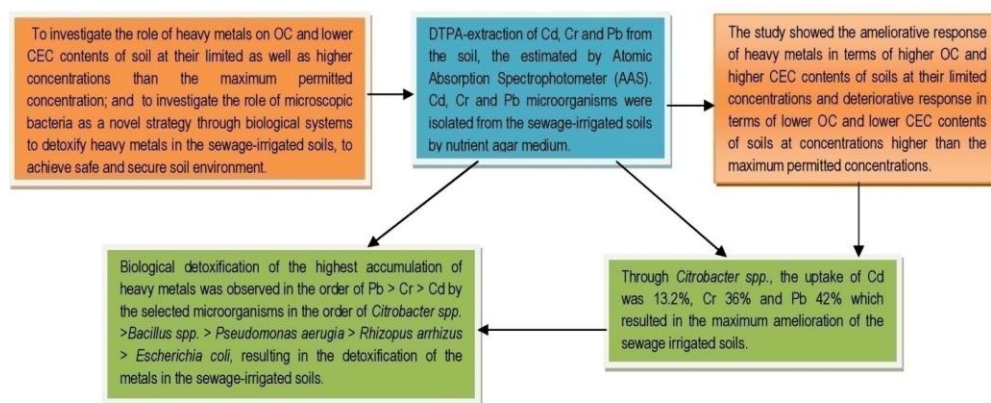 To investigate the role of heavy metals on OC and lower
CEC contents of soil at their limited as well as higher
concentrations than the maximum permitted
concentration; and to investigate the role of microscopic
bacteria as a novel strategy through biological systems
to detoxify heavy metals in the sewage-irrigated soils, to
achieve safe and secure soil environment.
DTPA-extraction of Cd, Cr and Pb from
the soil, the estimated by Atomic
Absorption Spectrophotometer (AAS).
Cd, Cr and Pb microorganisms were
isolated from the sewage-irrigated soils
by nutrient agar medium.
The study showed the ameliorative response
of heavy metals in terms of higher OC and
higher CEC contents of soils at their limited
concentrations and deteriorative response in
terms of lower OC and lower CEC contents
of soils at concentrations higher than the
maximum permitted concentrations.
Biological detoxification of the highest accumulation of
heavy metals was observed in the order of Pb > Cr > Cd by
the selected microorganisms in the order of Citrobacter spp.
>Bacillus spp. > Pseudomonas aerugia > Rhizopus arrhizus
> Escherichia coli, resulting in the detoxification of the
metals in the sewage-irrigated soils.
Through Citrobacter spp., the uptake of Cd
was 13.2%, Cr 36% and Pb 42% which
resulted in the maximum amelioration of the
sewage irrigated soils.